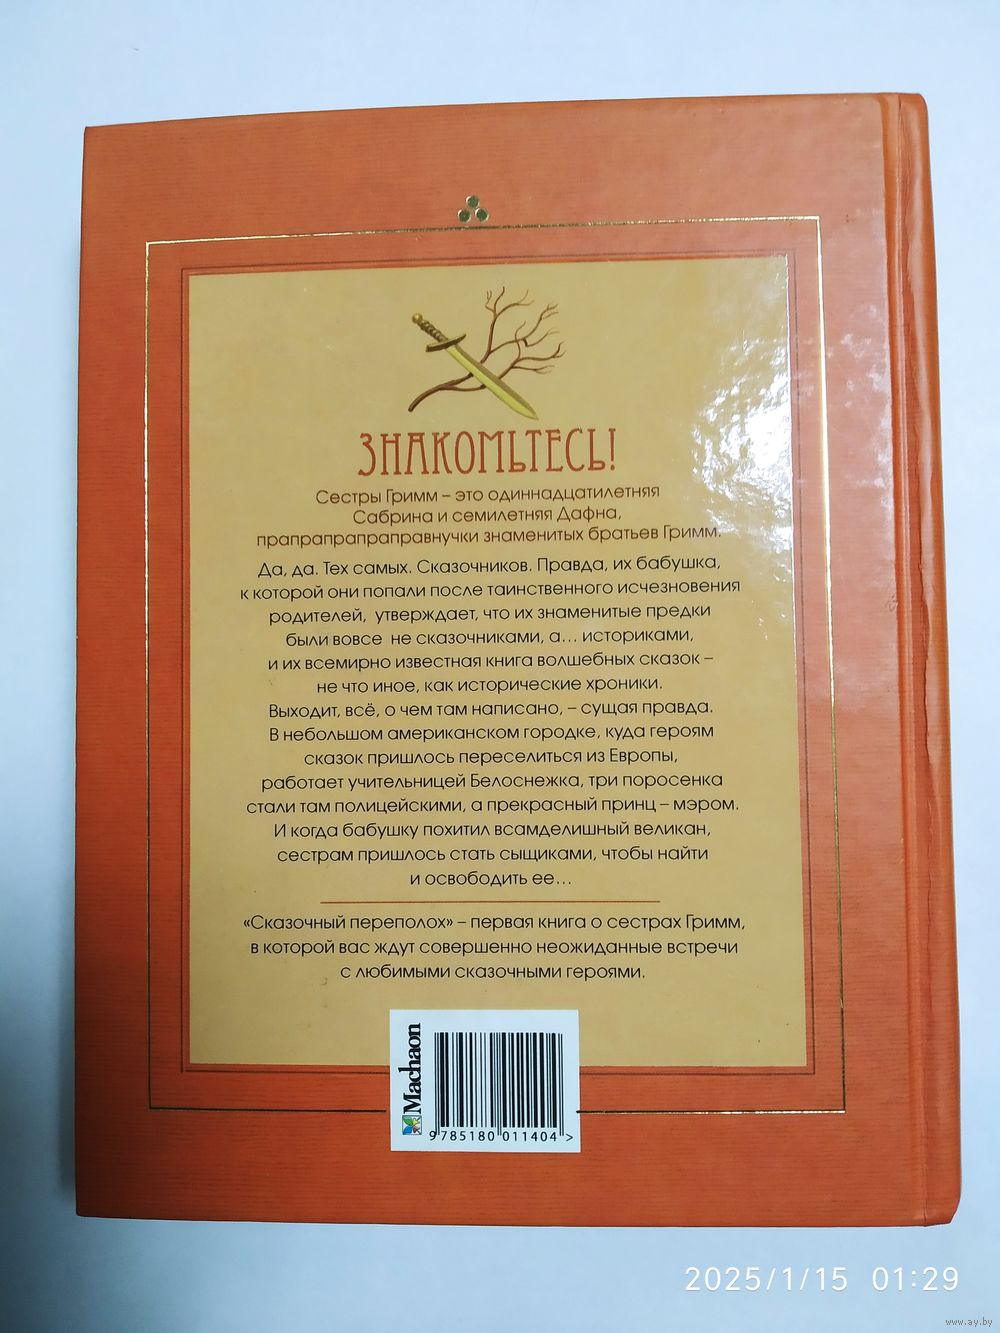 ЗНАКОМЬТЕСЬ!
Сестры Гримм – это одиннадцатилетняя
Сабрина и семилетняя Дафна,
прапрапрапраправнучки знаменитых братьев Гримм.
Да, да. Тех самых. Сказочников. Правда, их бабушка,
к которой они попали после таинственного исчезновения
родителей, утверждает, что их знаменитые предки
были вовсе не сказочниками, а... историками,
и их всемирно известная книга волшебных сказок –
не что иное, как исторические хроники.
Выходит, всё, о чем там написано, – сущая правда.
В небольшом американском городке, куда героям
сказок пришлось переселиться из Европы,
работает учительницей Белоснежка, три поросенка
стали там полицейскими, а прекрасный принц – мэром.
И когда бабушку похитил всамделишный великан,
сестрам пришлось стать сыщиками, чтобы найти
и освободить ее...
«Сказочный переполох» – первая книга о сестрах Гримм,
в которой вас ждут совершенно неожиданные встречи
с любимыми сказочными героями.
Machaon
9785180011404>
2025/1/15 01:29
www.ay.by